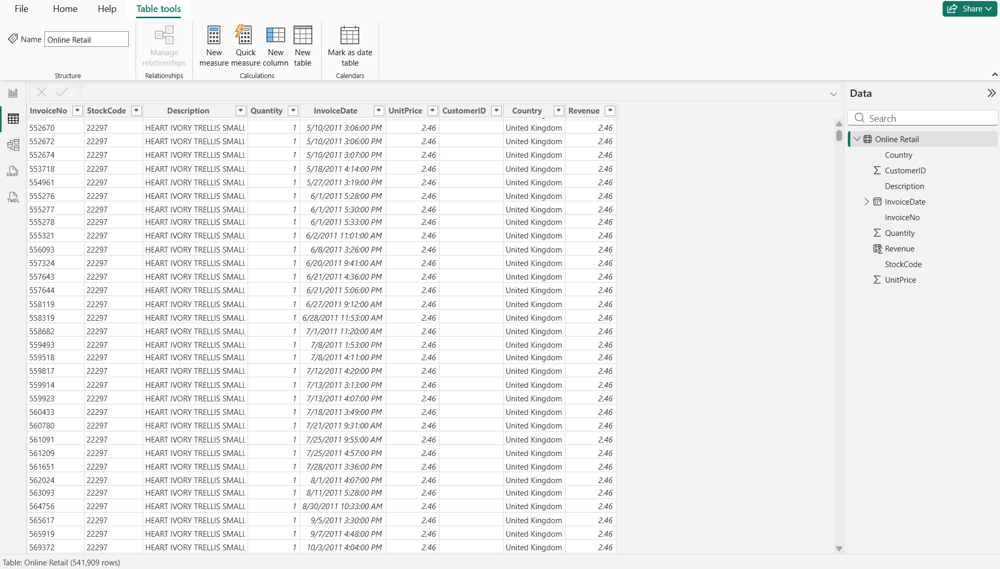 File Home Help Table tools Share
Name Online Retail
Manage relationships
New measure
Quick measure
New column
New table
Mark as date table
Structure Relationships Calculations Calendars
Data
Search
Online Retail
Country
CustomerID
Description
InvoiceDate
InvoiceNo
Quantity
Revenue
StockCode
UnitPrice
DAX
TMDL
InvoiceNo StockCode Description Quantity InvoiceDate UnitPrice CustomerID Country Revenue
552670 22297 HEART IVORY TRELLIS SMALL 1 5/10/2011 3:06:00 PM 2.46 United Kingdom 2.46
552672 22297 HEART IVORY TRELLIS SMALL 1 5/10/2011 3:06:00 PM 2.46 United Kingdom 2.46
552674 22297 HEART IVORY TRELLIS SMALL 1 5/10/2011 3:07:00 PM 2.46 United Kingdom 2.46
553718 22297 HEART IVORY TRELLIS SMALL 1 5/18/2011 4:14:00 PM 2.46 United Kingdom 2.46
554961 22297 HEART IVORY TRELLIS SMALL 1 5/27/2011 3:19:00 PM 2.46 United Kingdom 2.46
555276 22297 HEART IVORY TRELLIS SMALL 1 6/1/2011 5:28:00 PM 2.46 United Kingdom 2.46
555277 22297 HEART IVORY TRELLIS SMALL 1 6/1/2011 5:30:00 PM 2.46 United Kingdom 2.46
555278 22297 HEART IVORY TRELLIS SMALL 1 6/1/2011 5:33:00 PM 2.46 United Kingdom 2.46
555321 22297 HEART IVORY TRELLIS SMALL 1 6/2/2011 11:01:00 AM 2.46 United Kingdom 2.46
556093 22297 HEART IVORY TRELLIS SMALL 1 6/8/2011 3:26:00 PM 2.46 United Kingdom 2.46
557324 22297 HEART IVORY TRELLIS SMALL 1 6/20/2011 9:41:00 AM 2.46 United Kingdom 2.46
557643 22297 HEART IVORY TRELLIS SMALL 1 6/21/2011 4:36:00 PM 2.46 United Kingdom 2.46
557644 22297 HEART IVORY TRELLIS SMALL 1 6/21/2011 5:06:00 PM 2.46 United Kingdom 2.46
558119 22297 HEART IVORY TRELLIS SMALL 1 6/27/2011 9:12:00 AM 2.46 United Kingdom 2.46
558319 22297 HEART IVORY TRELLIS SMALL 1 6/28/2011 11:53:00 AM 2.46 United Kingdom 2.46
558682 22297 HEART IVORY TRELLIS SMALL 1 7/1/2011 11:20:00 AM 2.46 United Kingdom 2.46
559493 22297 HEART IVORY TRELLIS SMALL 1 7/8/2011 1:53:00 PM 2.46 United Kingdom 2.46
559518 22297 HEART IVORY TRELLIS SMALL 1 7/8/2011 4:11:00 PM 2.46 United Kingdom 2.46
559817 22297 HEART IVORY TRELLIS SMALL 1 7/12/2011 4:20:00 PM 2.46 United Kingdom 2.46
559914 22297 HEART IVORY TRELLIS SMALL 1 7/13/2011 3:13:00 PM 2.46 United Kingdom 2.46
559923 22297 HEART IVORY TRELLIS SMALL 1 7/13/2011 4:07:00 PM 2.46 United Kingdom 2.46
560433 22297 HEART IVORY TRELLIS SMALL 1 7/18/2011 3:49:00 PM 2.46 United Kingdom 2.46
560780 22297 HEART IVORY TRELLIS SMALL 1 7/21/2011 9:31:00 AM 2.46 United Kingdom 2.46
561091 22297 HEART IVORY TRELLIS SMALL 1 7/25/2011 9:55:00 AM 2.46 United Kingdom 2.46
561209 22297 HEART IVORY TRELLIS SMALL 1 7/25/2011 4:57:00 PM 2.46 United Kingdom 2.46
561651 22297 HEART IVORY TRELLIS SMALL 1 7/28/2011 3:36:00 PM 2.46 United Kingdom 2.46
562024 22297 HEART IVORY TRELLIS SMALL 1 8/1/2011 4:07:00 PM 2.46 United Kingdom 2.46
563093 22297 HEART IVORY TRELLIS SMALL 1 8/11/2011 5:28:00 PM 2.46 United Kingdom 2.46
564756 22297 HEART IVORY TRELLIS SMALL 1 8/30/2011 10:33:00 AM 2.46 United Kingdom 2.46
565617 22297 HEART IVORY TRELLIS SMALL 1 9/5/2011 3:30:00 PM 2.46 United Kingdom 2.46
565919 22297 HEART IVORY TRELLIS SMALL 1 9/7/2011 4:48:00 PM 2.46 United Kingdom 2.46
569372 22297 HEART IVORY TRELLIS SMALL 1 10/3/2011 4:04:00 PM 2.46 United Kingdom 2.46
Table: Online Retail (541,909 rows)